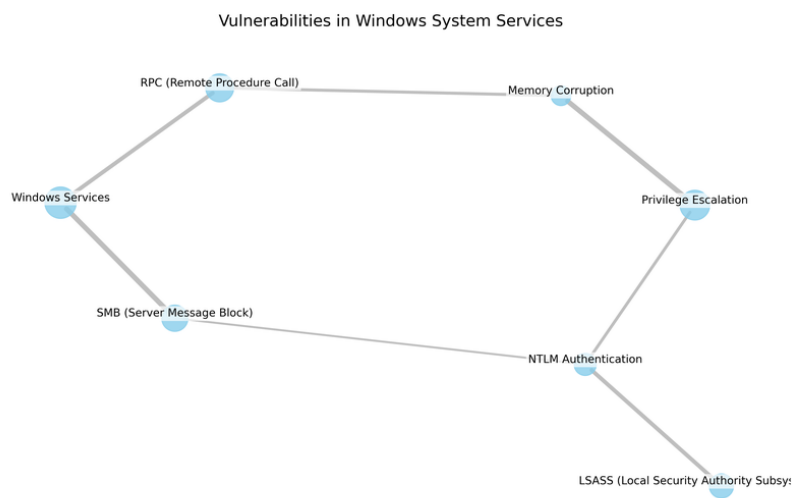 Vulnerabilities in Windows System Services
RPC (Remote Procedure Call)
Memory Corruption
Windows Services
Privilege Escalation
SMB (Server Message Block)
NTLM Authentication
LSASS (Local Security Authority Subsys